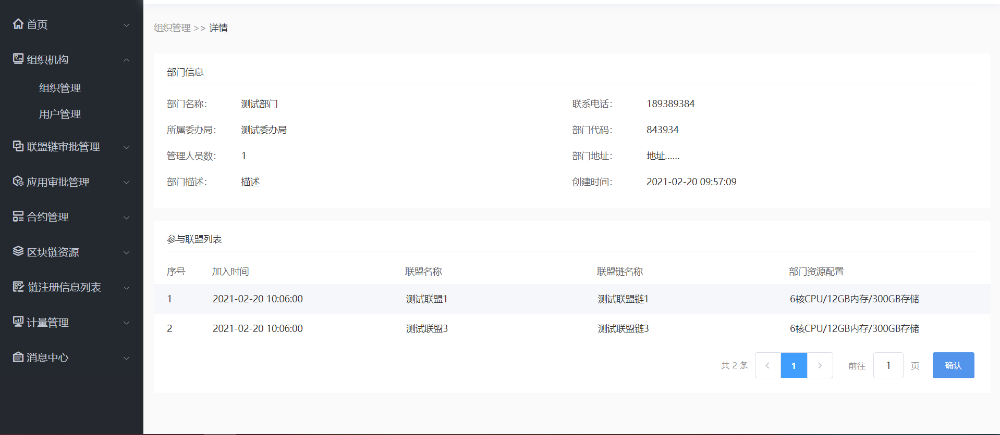 首页
组织机构
组织管理
用户管理
联盟链审批管理
应用审批管理
合约管理
区块链资源
链注册信息列表
计量管理
消息中心
组织管理 >> 详情
部门信息
部门名称： 测试部门 联系电话： 189389384
所属委办局： 测试委办局 部门代码： 843934
管理人员数： 1 部门地址： 地址......
部门描述： 描述 创建时间： 2021-02-20 09:57:09
参与联盟列表
序号 加入时间 联盟名称 联盟链名称 部门资源配置
1 2021-02-20 10:06:00 测试联盟1 测试联盟链1 6核CPU/12GB内存/300GB存储
2 2021-02-20 10:06:00 测试联盟3 测试联盟链3 6核CPU/12GB内存/300GB存储
共 2 条 < 1 > 前往 1 页 确认